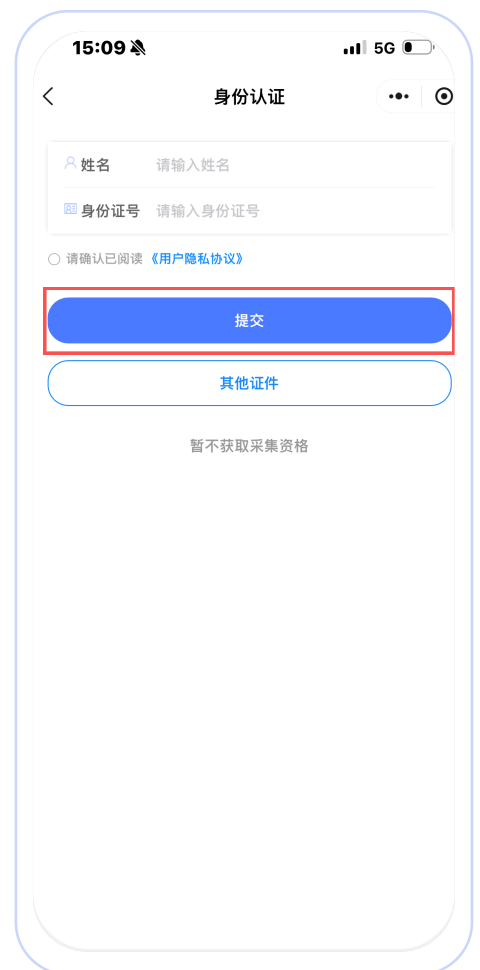 15:09 5G
身份认证
姓名 请输入姓名
身份证号 请输入身份证号
请确认已阅读《用户隐私协议》
提交
其他证件
暂不获取采集资格